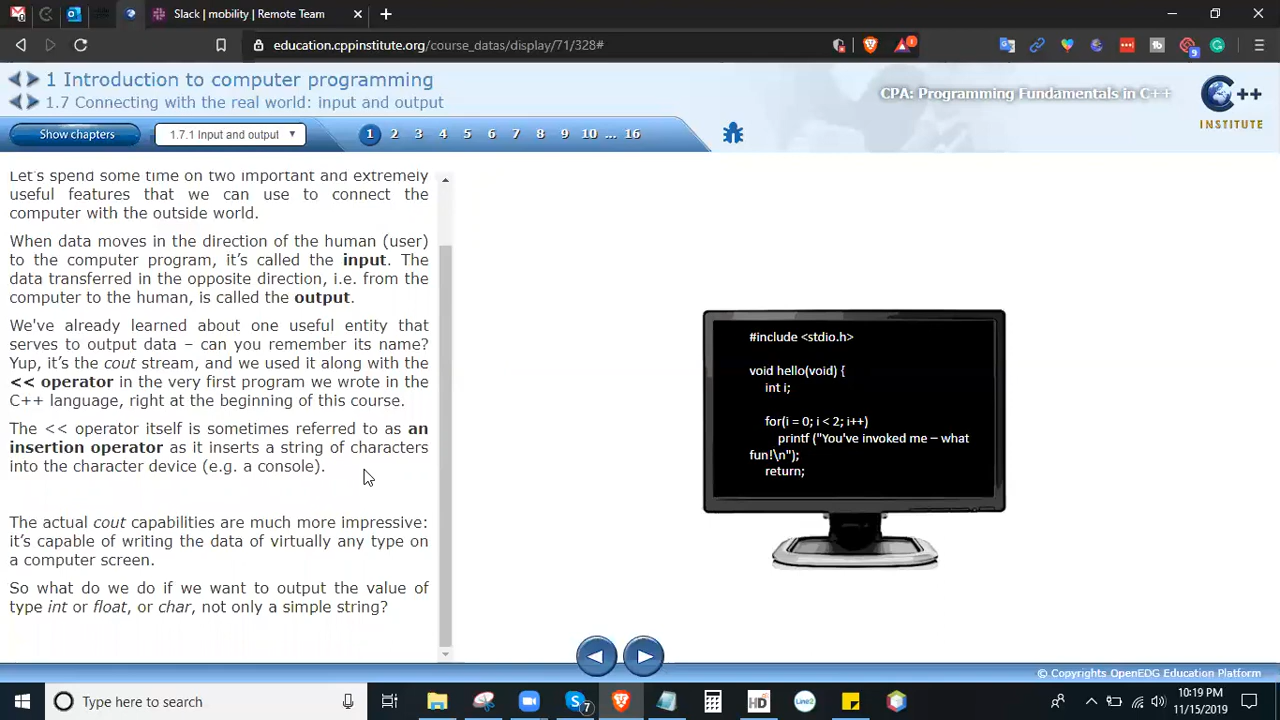 Slack | mobility | Remote Team
education.cppinstitute.org/course_datas/display/71/328#
1 Introduction to computer programming
1.7 Connecting with the real world: input and output
CPA: Programming Fundamentals in C++
C++
INSTITUTE
Show chapters
1.7.1 Input and output
1 2 3 4 5 6 7 8 9 10 ... 16
Let's spend some time on two important and extremely
useful features that we can use to connect the
computer with the outside world.
When data moves in the direction of the human (user)
to the computer program, it's called the input. The
data transferred in the opposite direction, i.e. from the
computer to the human, is called the output.
We've already learned about one useful entity that
serves to output data – can you remember its name?
Yup, it's the cout stream, and we used it along with the
<< operator in the very first program we wrote in the
C++ language, right at the beginning of this course.
The << operator itself is sometimes referred to as an
insertion operator as it inserts a string of characters
into the character device (e.g. a console).
The actual cout capabilities are much more impressive:
it's capable of writing the data of virtually any type on
a computer screen.
So what do we do if we want to output the value of
type int or float, or char, not only a simple string?
#include <stdio.h>
void hello(void) {
int i;
for(i = 0; i < 2; i++)
printf ("You've invoked me – what
fun!\n");
return;
© Copyrights OpenEDG Education Platform
Type here to search
7
HD
Line2
10:19 PM
11/15/2019
9